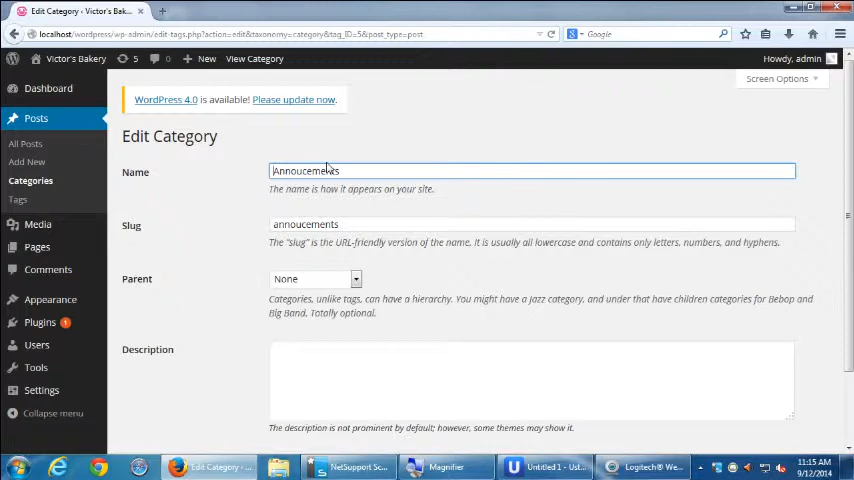 Edit Category ‹ Victor's Ba...
localhost/wordpress/wp-admin/edit-tags.php?action=edit&taxonomy=category&tag_ID=5&post_type=post
Google
Victor's Bakery 5 0 New View Category Howdy, admin
Screen Options
Dashboard
Posts
All Posts
Add New
Categories
Tags
Media
Pages
Comments
Appearance
Plugins 1
Users
Tools
Settings
Collapse menu
WordPress 4.0 is available! Please update now.
Edit Category
Name
Annoucements
The name is how it appears on your site.
Slug
annoucements
The "slug" is the URL-friendly version of the name. It is usually all lowercase and contains only letters, numbers, and hyphens.
Parent
None
Categories, unlike tags, can have a hierarchy. You might have a Jazz category, and under that have children categories for Bebop and
Big Band. Totally optional.
Description
The description is not prominent by default; however, some themes may show it.
Edit Category ‹ ...
NetSupport Sc...
Magnifier
Untitled 1 - Ust...
Logitech® We...
11:15 AM
9/12/2014